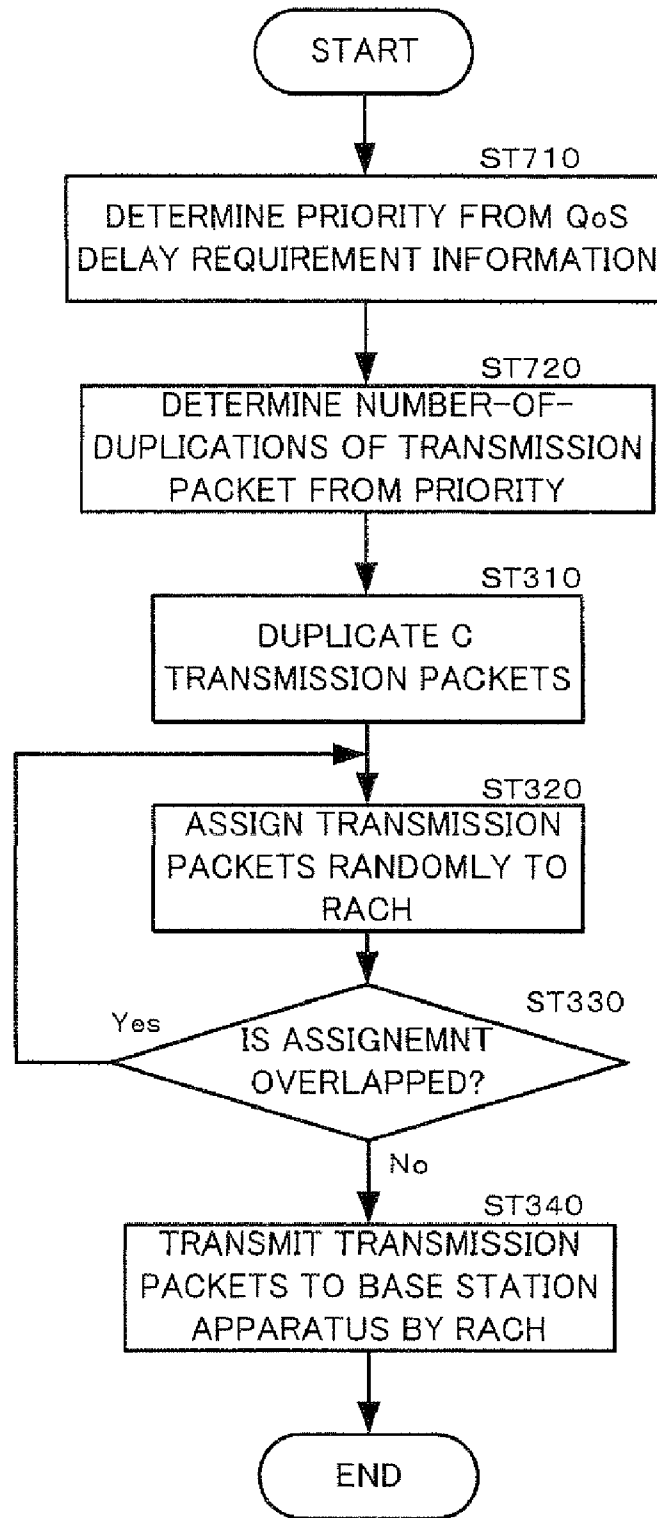 START
ST710
DETERMINE PRIORITY FROM QoS
DELAY REQUIREMENT INFORMATION
ST720
DETERMINE NUMBER-OF-
DUPLICATIONS OF TRANSMISSION
PACKET FROM PRIORITY
ST310
DUPLICATE C
TRANSMISSION PACKETS
ST320
ASSIGN TRANSMISSION
PACKETS RANDOMLY TO
RACH
ST330
Yes
IS ASSIGNEMNT
OVERLAPPED?
No
ST340
TRANSMIT TRANSMISSION
PACKETS TO BASE STATION
APPARATUS BY RACH
END